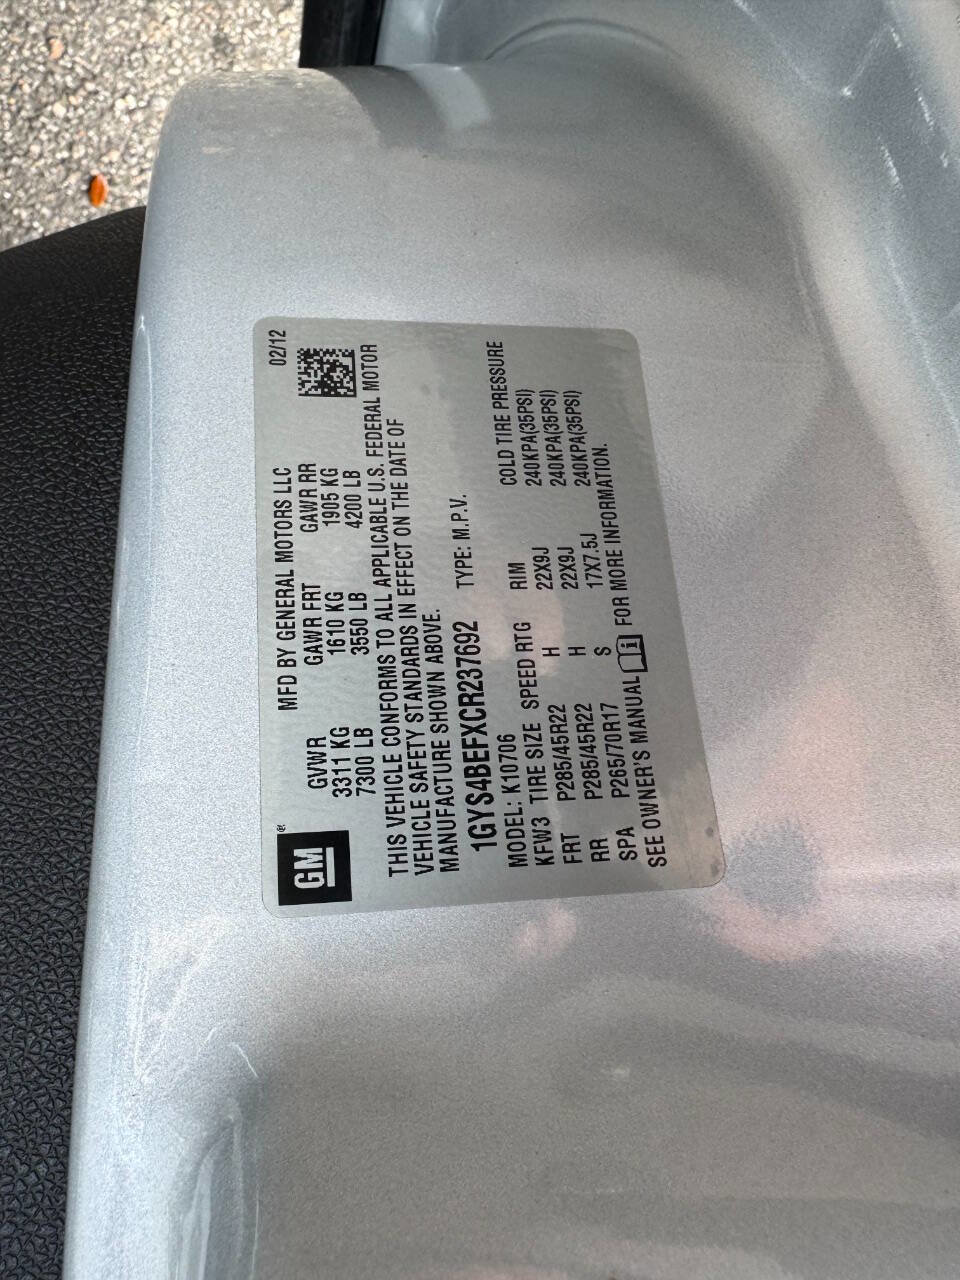 GM ®
MFD BY GENERAL MOTORS LLC 02/12
GVWR GAWR FRT GAWR RR
3311 KG 1610 KG 1905 KG
7300 LB 3550 LB 4200 LB
THIS VEHICLE CONFORMS TO ALL APPLICABLE U.S. FEDERAL MOTOR
VEHICLE SAFETY STANDARDS IN EFFECT ON THE DATE OF
MANUFACTURE SHOWN ABOVE.
1GYS4BEFXCR237692 TYPE: M.P.V.
MODEL: K10706
KFW3 TIRE SIZE SPEED RTG RIM COLD TIRE PRESSURE
FRT P285/45R22 H 22X9J 240KPA(35PSI)
RR P285/45R22 H 22X9J 240KPA(35PSI)
SPA P265/70R17 S 17X7.5J 240KPA(35PSI)
SEE OWNER'S MANUAL FOR MORE INFORMATION.